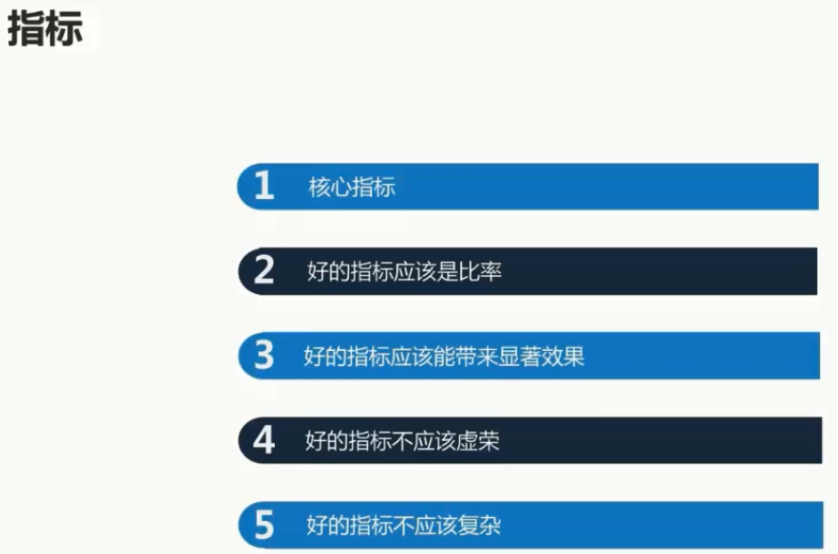 指标
1 核心指标
2 好的指标应该是比率
3 好的指标应该能带来显著效果
4 好的指标不应该虚荣
5 好的指标不应该复杂